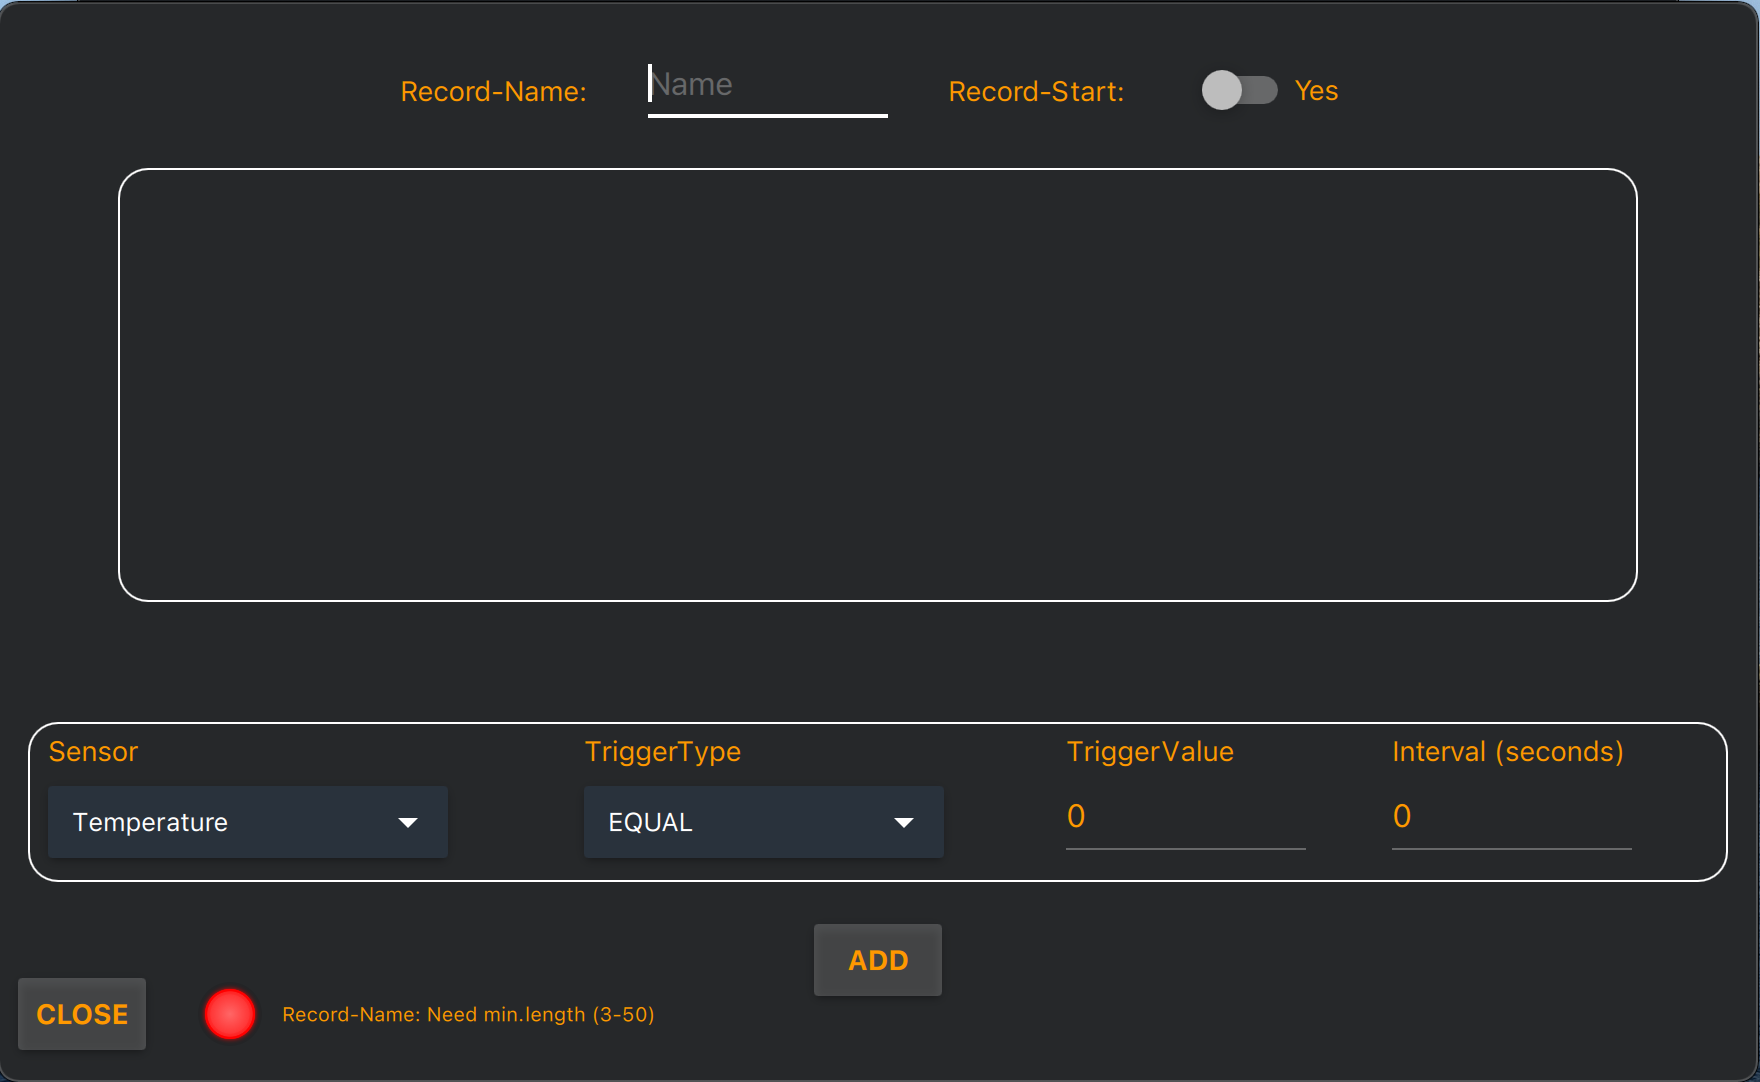 Record-Name: Name Record-Start: Yes
Sensor TriggerType TriggerValue Interval (seconds)
Temperature EQUAL 0 0
ADD
CLOSE Record-Name: Need min.length (3-50)